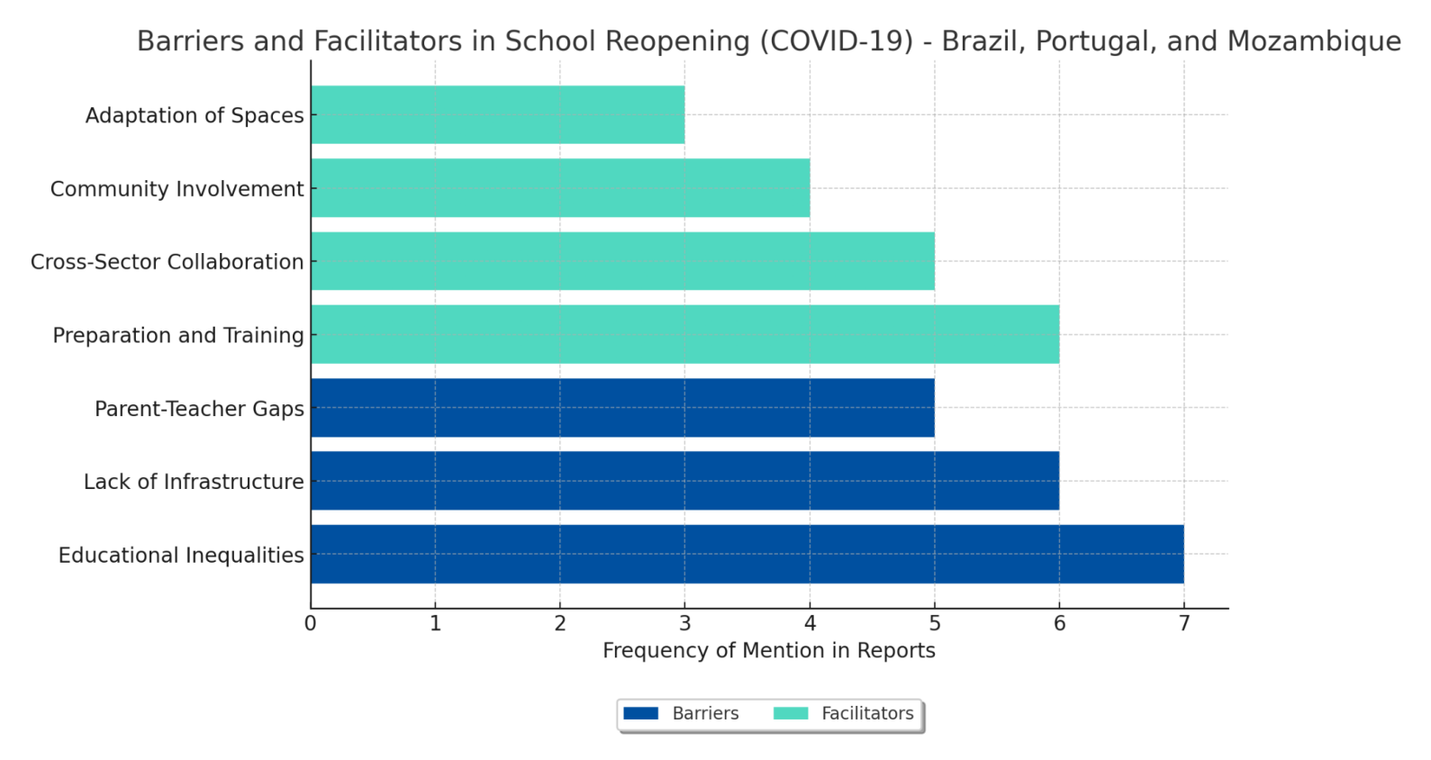 Barriers and Facilitators in School Reopening (COVID-19) - Brazil, Portugal, and Mozambique
Adaptation of Spaces
Community Involvement
Cross-Sector Collaboration
Preparation and Training
Parent-Teacher Gaps
Lack of Infrastructure
Educational Inequalities
0 1 2 3 4 5 6 7
Frequency of Mention in Reports
Barriers Facilitators